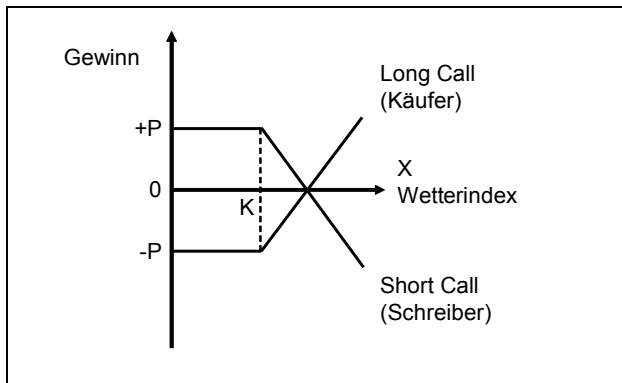 Gewinn
Long Call
(Käufer)
+P
X
Wetterindex
0
K
-P
Short Call
(Schreiber)